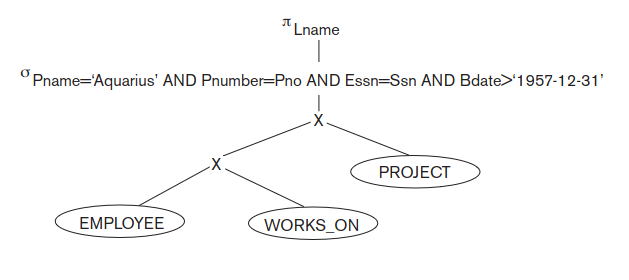 π Lname
σ Pname=‘Aquarius’ AND Pnumber=Pno AND Essn=Ssn AND Bdate>‘1957-12-31’
X
X
PROJECT
EMPLOYEE
WORKS_ON